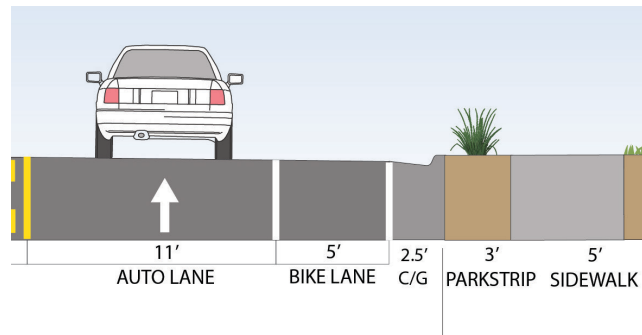 11’ 5’ 2.5’ 3’ 5’
AUTO LANE BIKE LANE C/G PARKSTRIP SIDEWALK